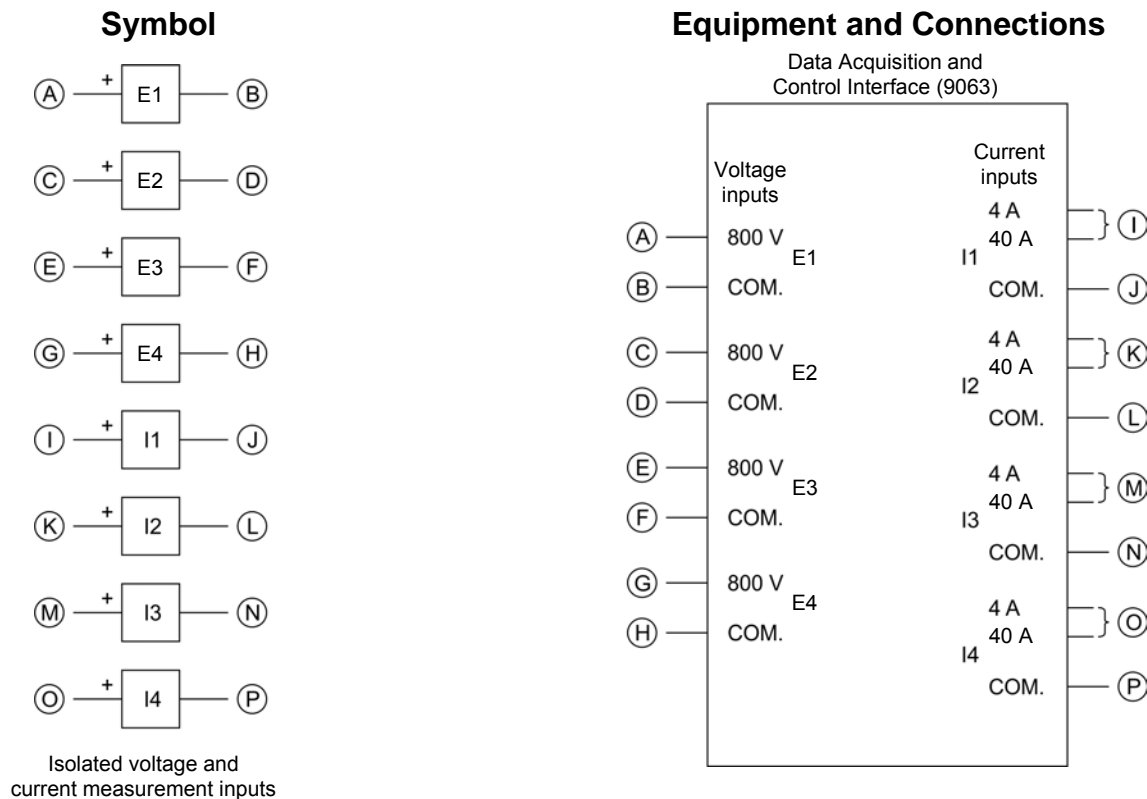 Symbol
A + E1 B
C + E2 D
E + E3 F
G + E4 H
I + I1 J
K + I2 L
M + I3 N
O + I4 P
Isolated voltage and
current measurement inputs
Equipment and Connections
Data Acquisition and
Control Interface (9063)
Voltage
inputs
A 800 V
E1
B COM.
C 800 V
E2
D COM.
E 800 V
E3
F COM.
G 800 V
E4
H COM.
Current
inputs
4 A
I
40 A
I1
COM. J
4 A
K
40 A
I2
COM. L
4 A
M
40 A
I3
COM. N
4 A
O
40 A
I4
COM. P